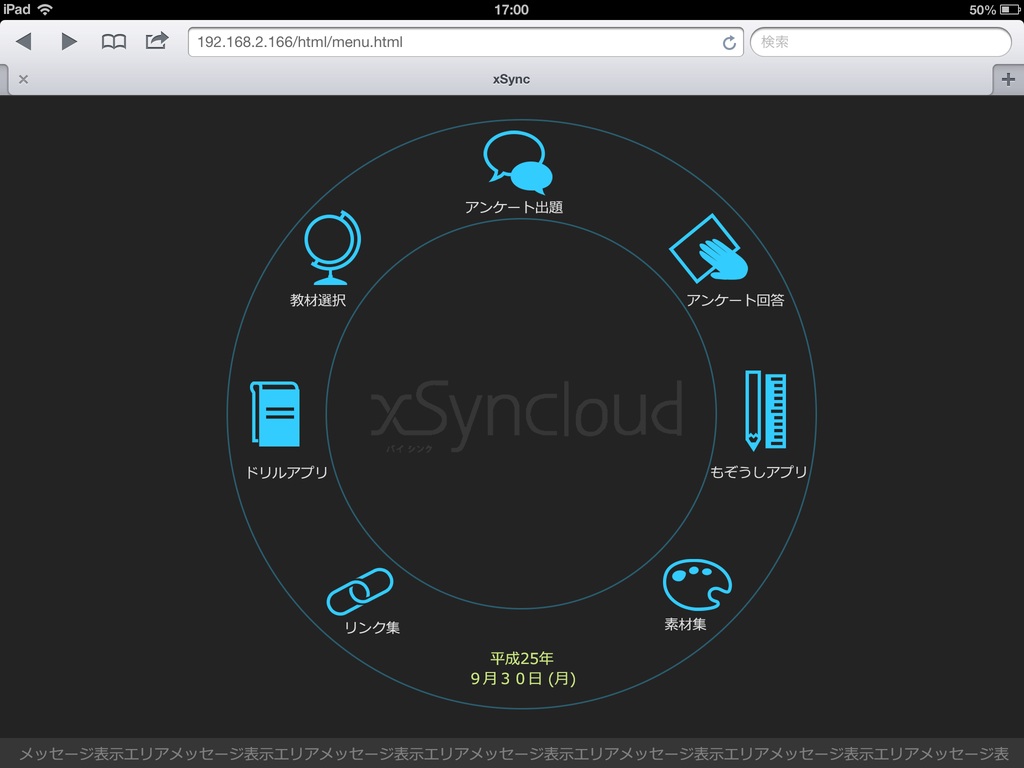 iPad
17:00
50%
192.168.2.166/html/menu.html
検索
xSync
アンケート出題
教材選択
アンケート回答
xSyncloud
バイ シンク
ドリルアプリ
もぞうしアプリ
リンク集
素材集
平成25年
９月３０日 (月)
メッセージ表示エリアメッセージ表示エリアメッセージ表示エリアメッセージ表示エリアメッセージ表示エリアメッセージ表示エリアメッセージ表